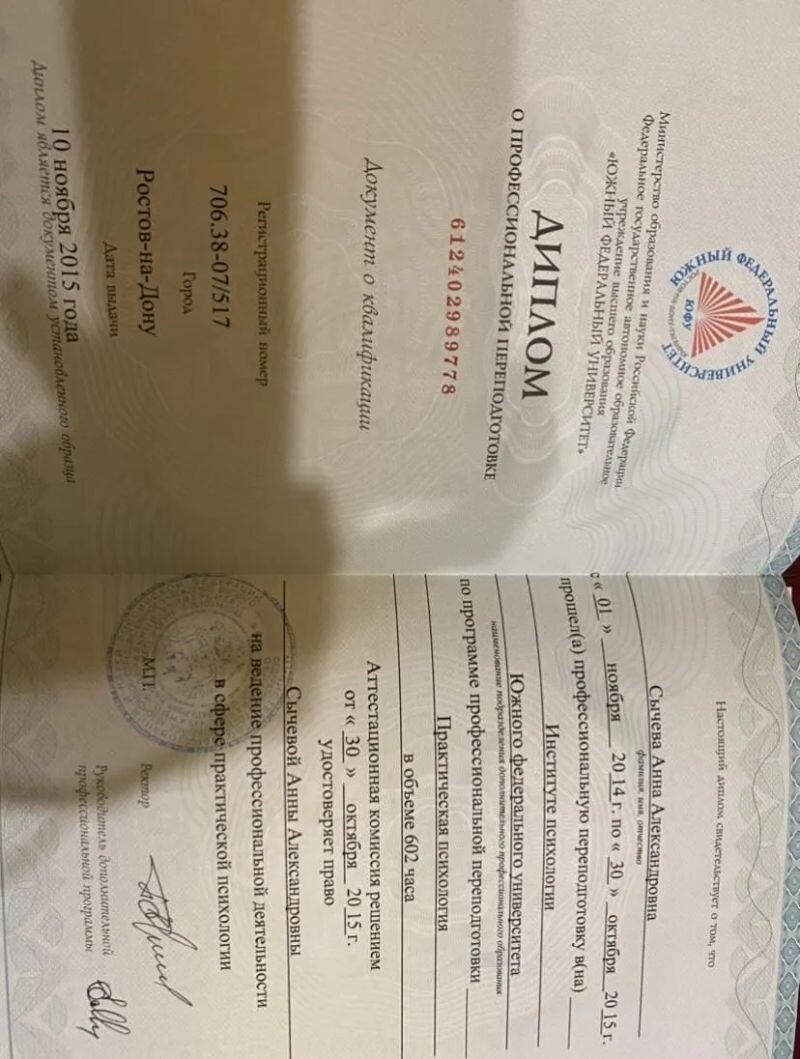 ЮЖНЫЙ ФЕДЕРАЛЬНЫЙ УНИВЕРСИТЕТ
ЮФУ
Министерство образования и науки Российской Федерации
Федеральное государственное автономное образовательное
учреждение высшего образования
«ЮЖНЫЙ ФЕДЕРАЛЬНЫЙ УНИВЕРСИТЕТ»
ДИПЛОМ
О ПРОФЕССИОНАЛЬНОЙ ПЕРЕПОДГОТОВКЕ
612402989778
Документ о квалификации
Регистрационный номер
706.38-07/517
Город
Ростов-на-Дону
Дата выдачи
10 ноября 2015 года
Диплом является документом установленного образца
Настоящий диплом свидетельствует о том, что
Сычева Анна Александровна
фамилия, имя, отчество
с « 01 » ноября 2014 г. по « 30 » октября 2015 г.
прошел(а) профессиональную переподготовку в(на)
Институте психологии
Южного федерального университета
наименование подразделения дополнительного профессионального образования
по программе профессиональной переподготовки
Практическая психология
в объеме 602 часа
Аттестационная комиссия решением
от « 30 » октября 2015 г.
удостоверяет право
Сычевой Анны Александровны
на ведение профессиональной деятельности
в сфере практической психологии
М.П.
Ректор
Руководитель дополнительной
профессиональной программы